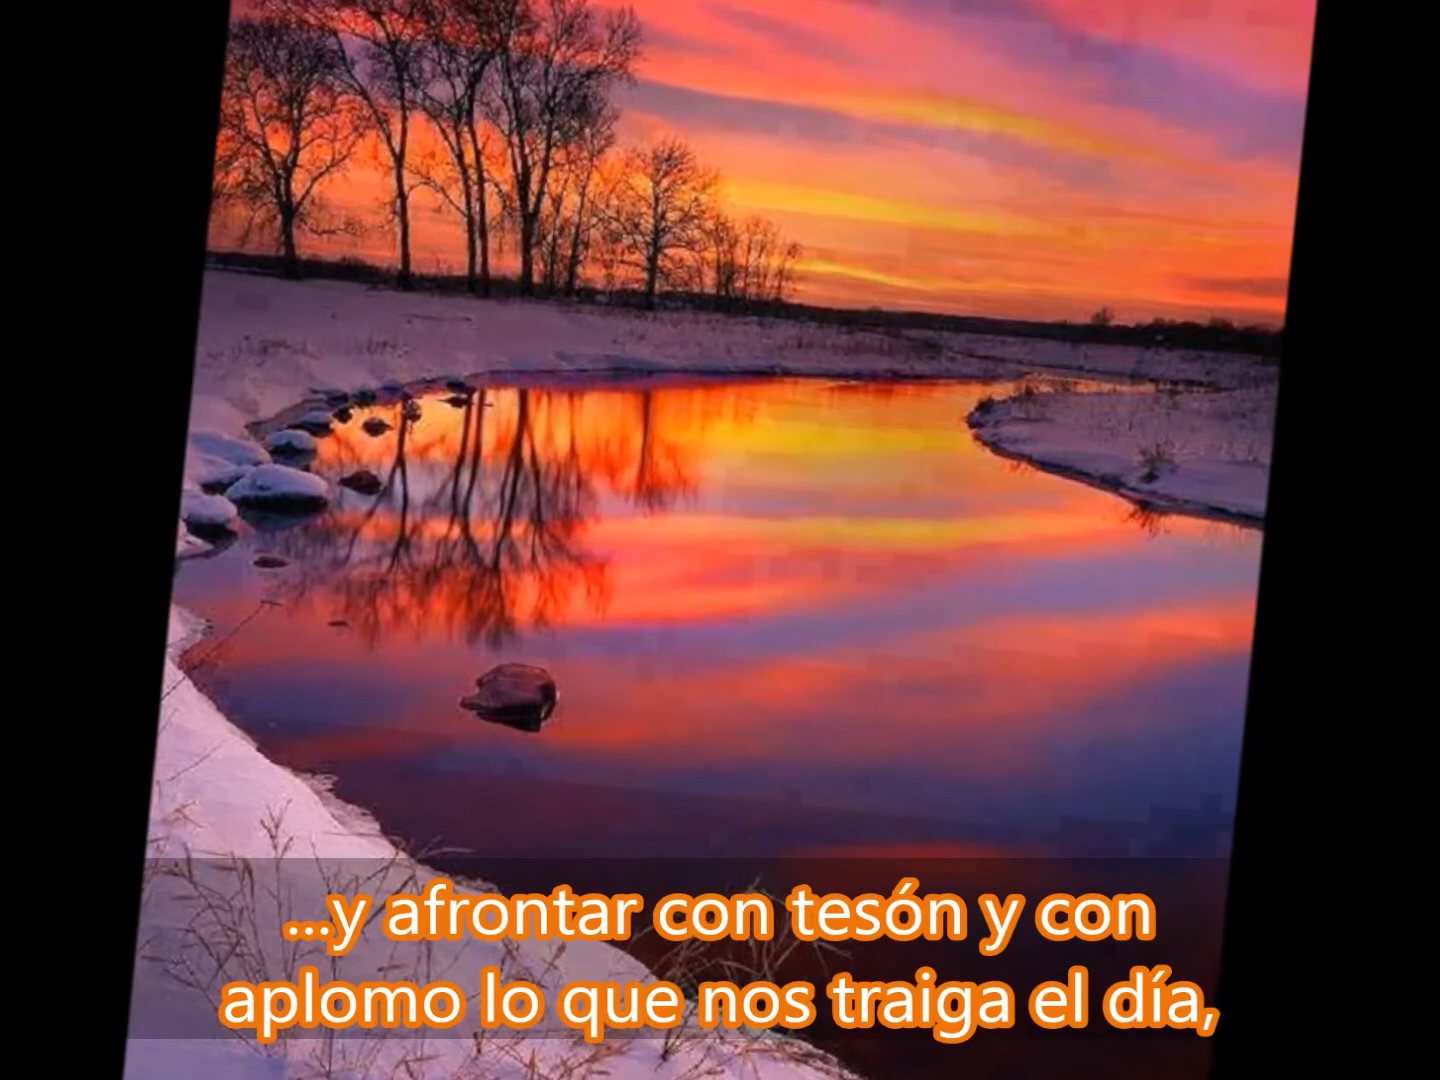 ...y afrontar con tesón y con
aplomo lo que nos traiga el día,